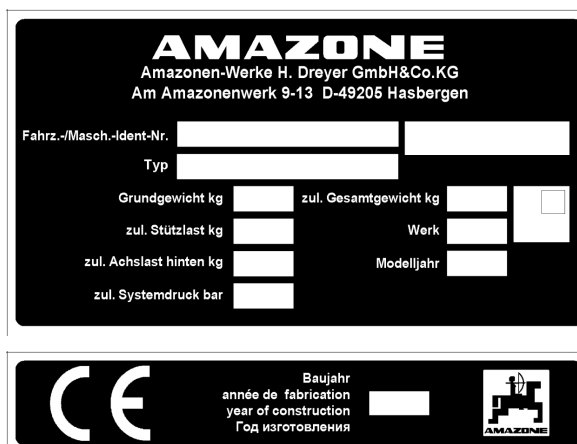 AMAZONE
Amazonen-Werke H. Dreyer GmbH&Co.KG
Am Amazonenwerk 9-13 D-49205 Hasbergen
Fahrz.-/Masch.-Ident-Nr.
Typ
Grundgewicht kg
zul. Gesamtgewicht kg
zul. Stützlast kg
Werk
zul. Achslast hinten kg
Modelljahr
zul. Systemdruck bar
CE
Baujahr
année de fabrication
year of construction
Год изготовления
AMAZONE